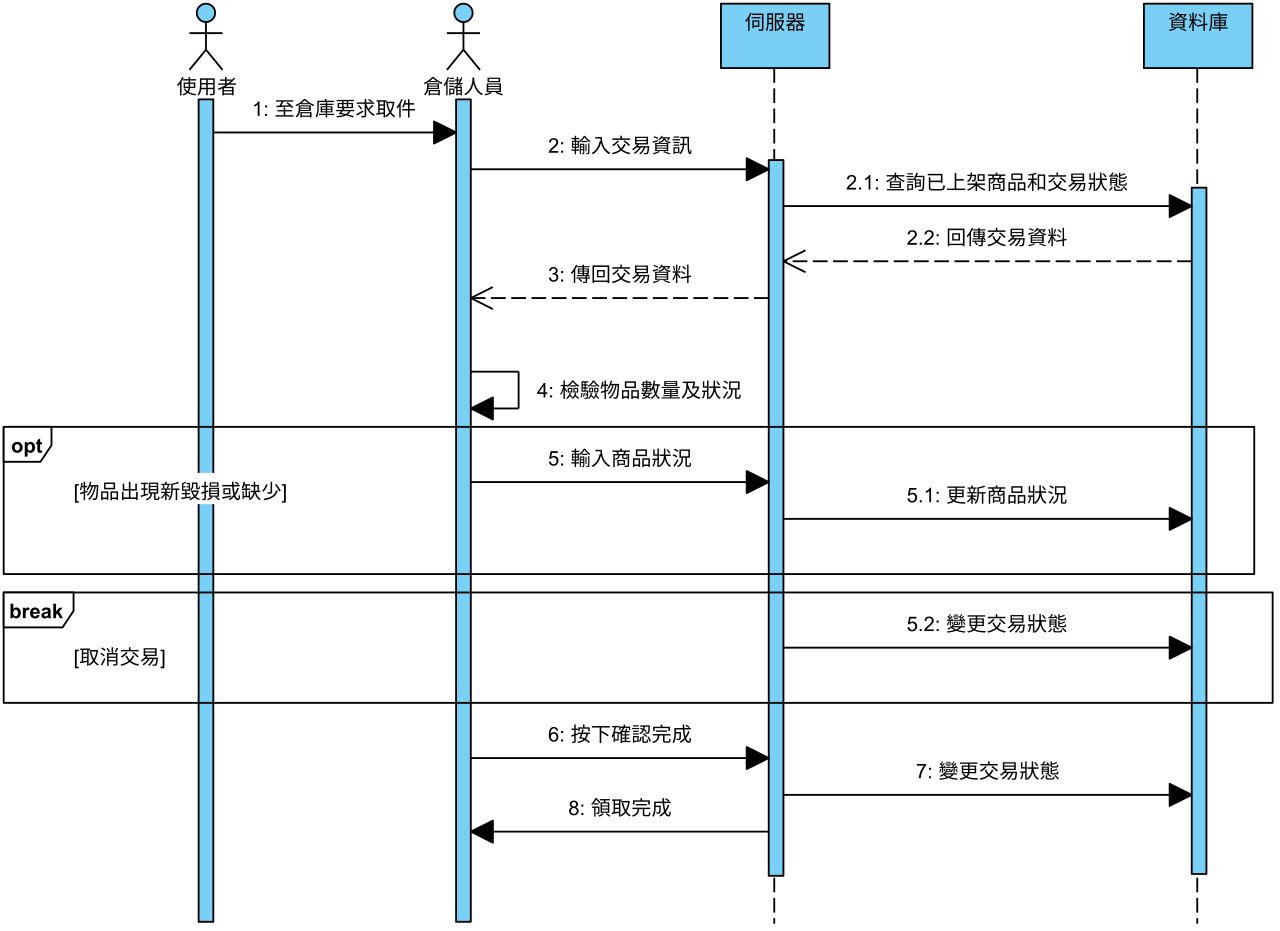 使用者
倉儲人員
伺服器
資料庫
1: 至倉庫要求取件
2: 輸入交易資訊
2.1: 查詢已上架商品和交易狀態
2.2: 回傳交易資料
3: 傳回交易資料
4: 檢驗物品數量及狀況
opt
[物品出現新毀損或缺少]
5: 輸入商品狀況
5.1: 更新商品狀況
break
[取消交易]
5.2: 變更交易狀態
6: 按下確認完成
7: 變更交易狀態
8: 領取完成